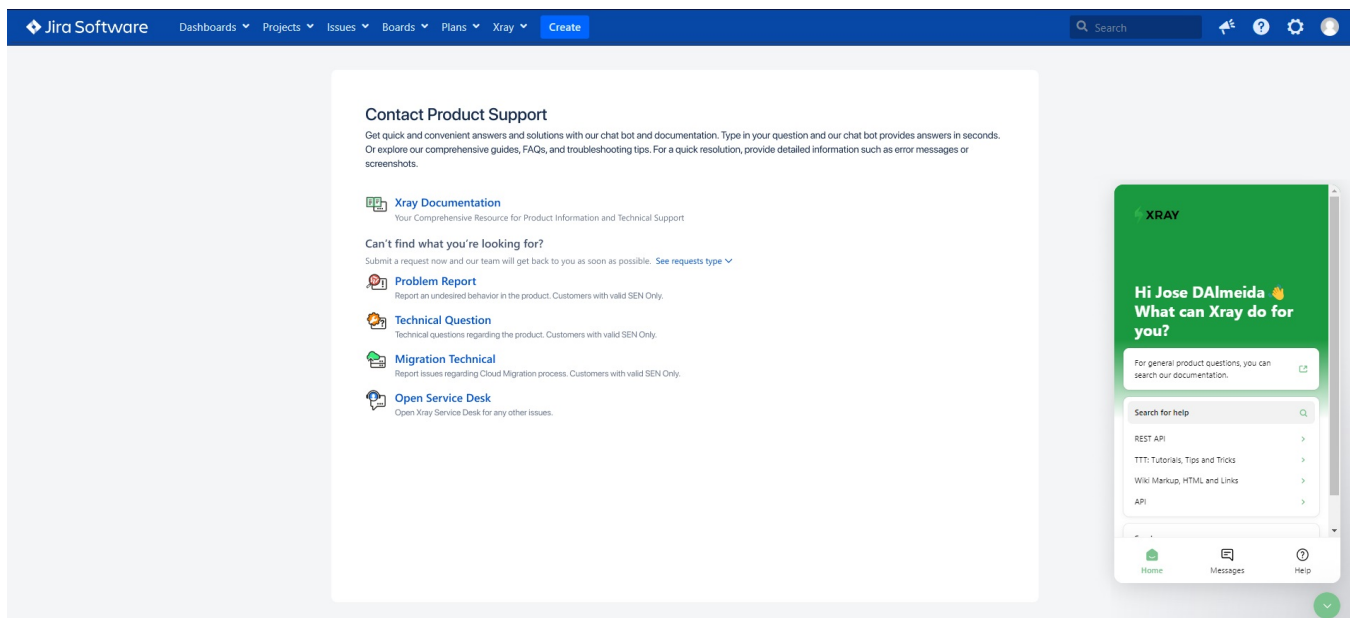 Jira Software
Dashboards
Projects
Issues
Boards
Plans
Xray
Create
Search
Contact Product Support
Get quick and convenient answers and solutions with our chat bot and documentation. Type in your question and our chat bot provides answers in seconds.
Or explore our comprehensive guides, FAQs, and troubleshooting tips. For a quick resolution, provide detailed information such as error messages or
screenshots.
Xray Documentation
Your Comprehensive Resource for Product Information and Technical Support
Can't find what you're looking for?
Submit a request now and our team will get back to you as soon as possible. See requests type
Problem Report
Report an undesired behavior in the product. Customers with valid SEN Only.
Technical Question
Technical questions regarding the product. Customers with valid SEN Only.
Migration Technical
Report issues regarding Cloud Migration process. Customers with valid SEN Only.
Open Service Desk
Open Xray Service Desk for any other issues.
XRAY
Hi Jose DAlmeida 👋
What can Xray do for
you?
For general product questions, you can
search our documentation.
Search for help
REST API
TTT: Tutorials, Tips and Tricks
Wiki Markup, HTML and Links
API
Home
Messages
Help